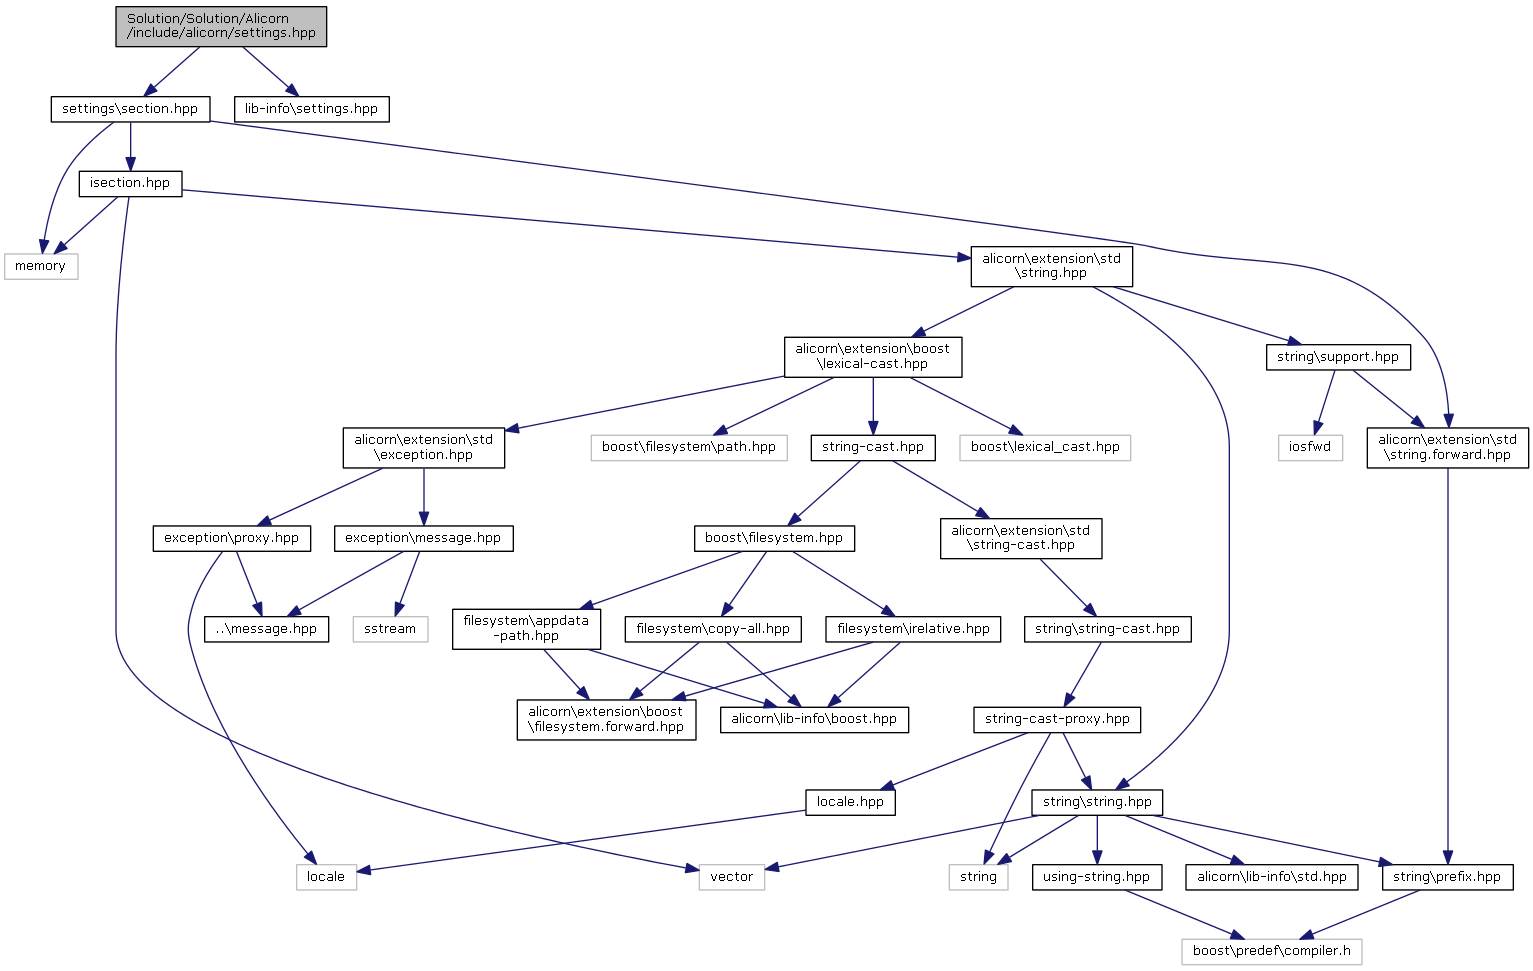 Solution/Solution/Alicorn
/include/alicorn/settings.hpp
settings\section.hpp
lib-info\settings.hpp
isection.hpp
memory
alicorn\extension\std
\string.hpp
alicorn\extension\boost
\lexical-cast.hpp
string\support.hpp
alicorn\extension\std
\exception.hpp
boost\filesystem\path.hpp
string-cast.hpp
boost\lexical_cast.hpp
iosfwd
alicorn\extension\std
\string.forward.hpp
exception\proxy.hpp
exception\message.hpp
boost\filesystem.hpp
alicorn\extension\std
\string-cast.hpp
..\message.hpp
sstream
filesystem\appdata
-path.hpp
filesystem\copy-all.hpp
filesystem\irelative.hpp
string\string-cast.hpp
alicorn\extension\boost
\filesystem.forward.hpp
alicorn\lib-info\boost.hpp
string-cast-proxy.hpp
locale.hpp
string\string.hpp
locale
vector
string
using-string.hpp
alicorn\lib-info\std.hpp
string\prefix.hpp
boost\predef\compiler.h